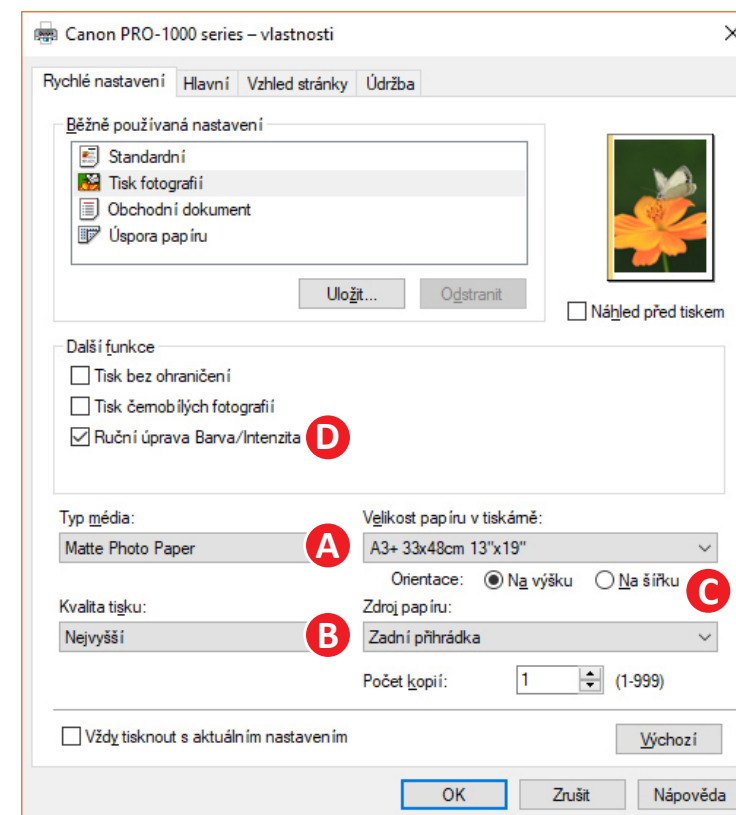 Canon PRO-1000 series – vlastnosti
Rychlé nastavení Hlavní Vzhled stránky Údržba
Běžně používaná nastavení
Standardní
Tisk fotografií
Obchodní dokument
Úspora papíru
Uložit... Odstranit
Náhled před tiskem
Další funkce
Tisk bez ohraničení
Tisk černobílých fotografií
Ruční úprava Barva/Intenzita D
Typ média: Velikost papíru v tiskárně:
Matte Photo Paper A A3+ 33x48cm 13"x19"
Orientace: Na výšku Na šířku C
Kvalita tisku: Zdroj papíru:
Nejvyšší B Zadní přihrádka
Počet kopií: 1 (1-999)
Vždy tisknout s aktuálním nastavením Výchozí
OK Zrušit Nápověda